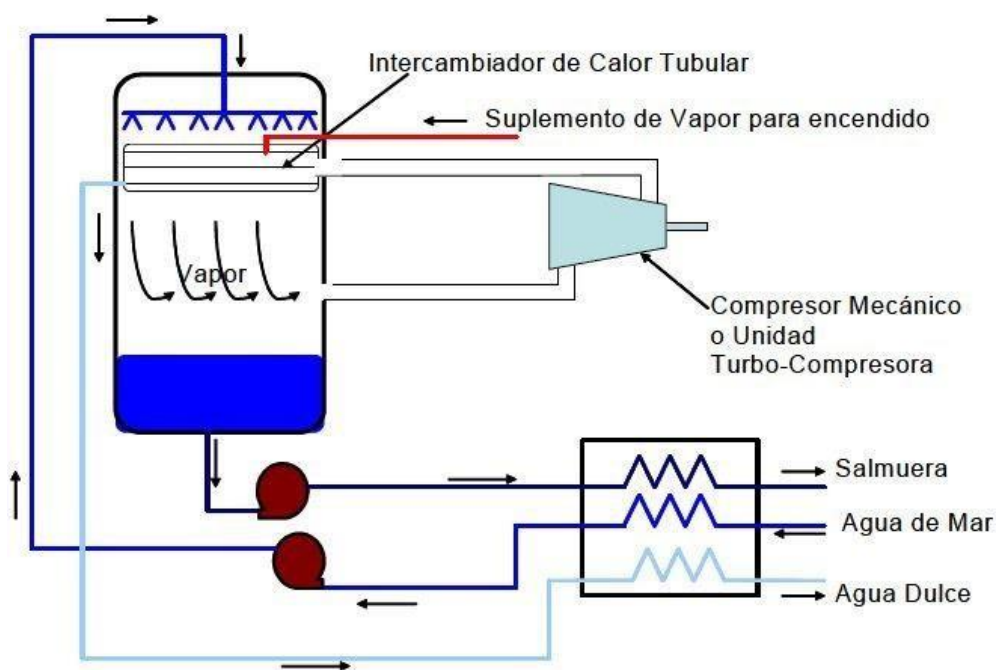 Intercambiador de Calor Tubular
Suplemento de Vapor para encendido
Vapor
Compresor Mecánico
o Unidad
Turbo-Compresora
Salmuera
Agua de Mar
Agua Dulce